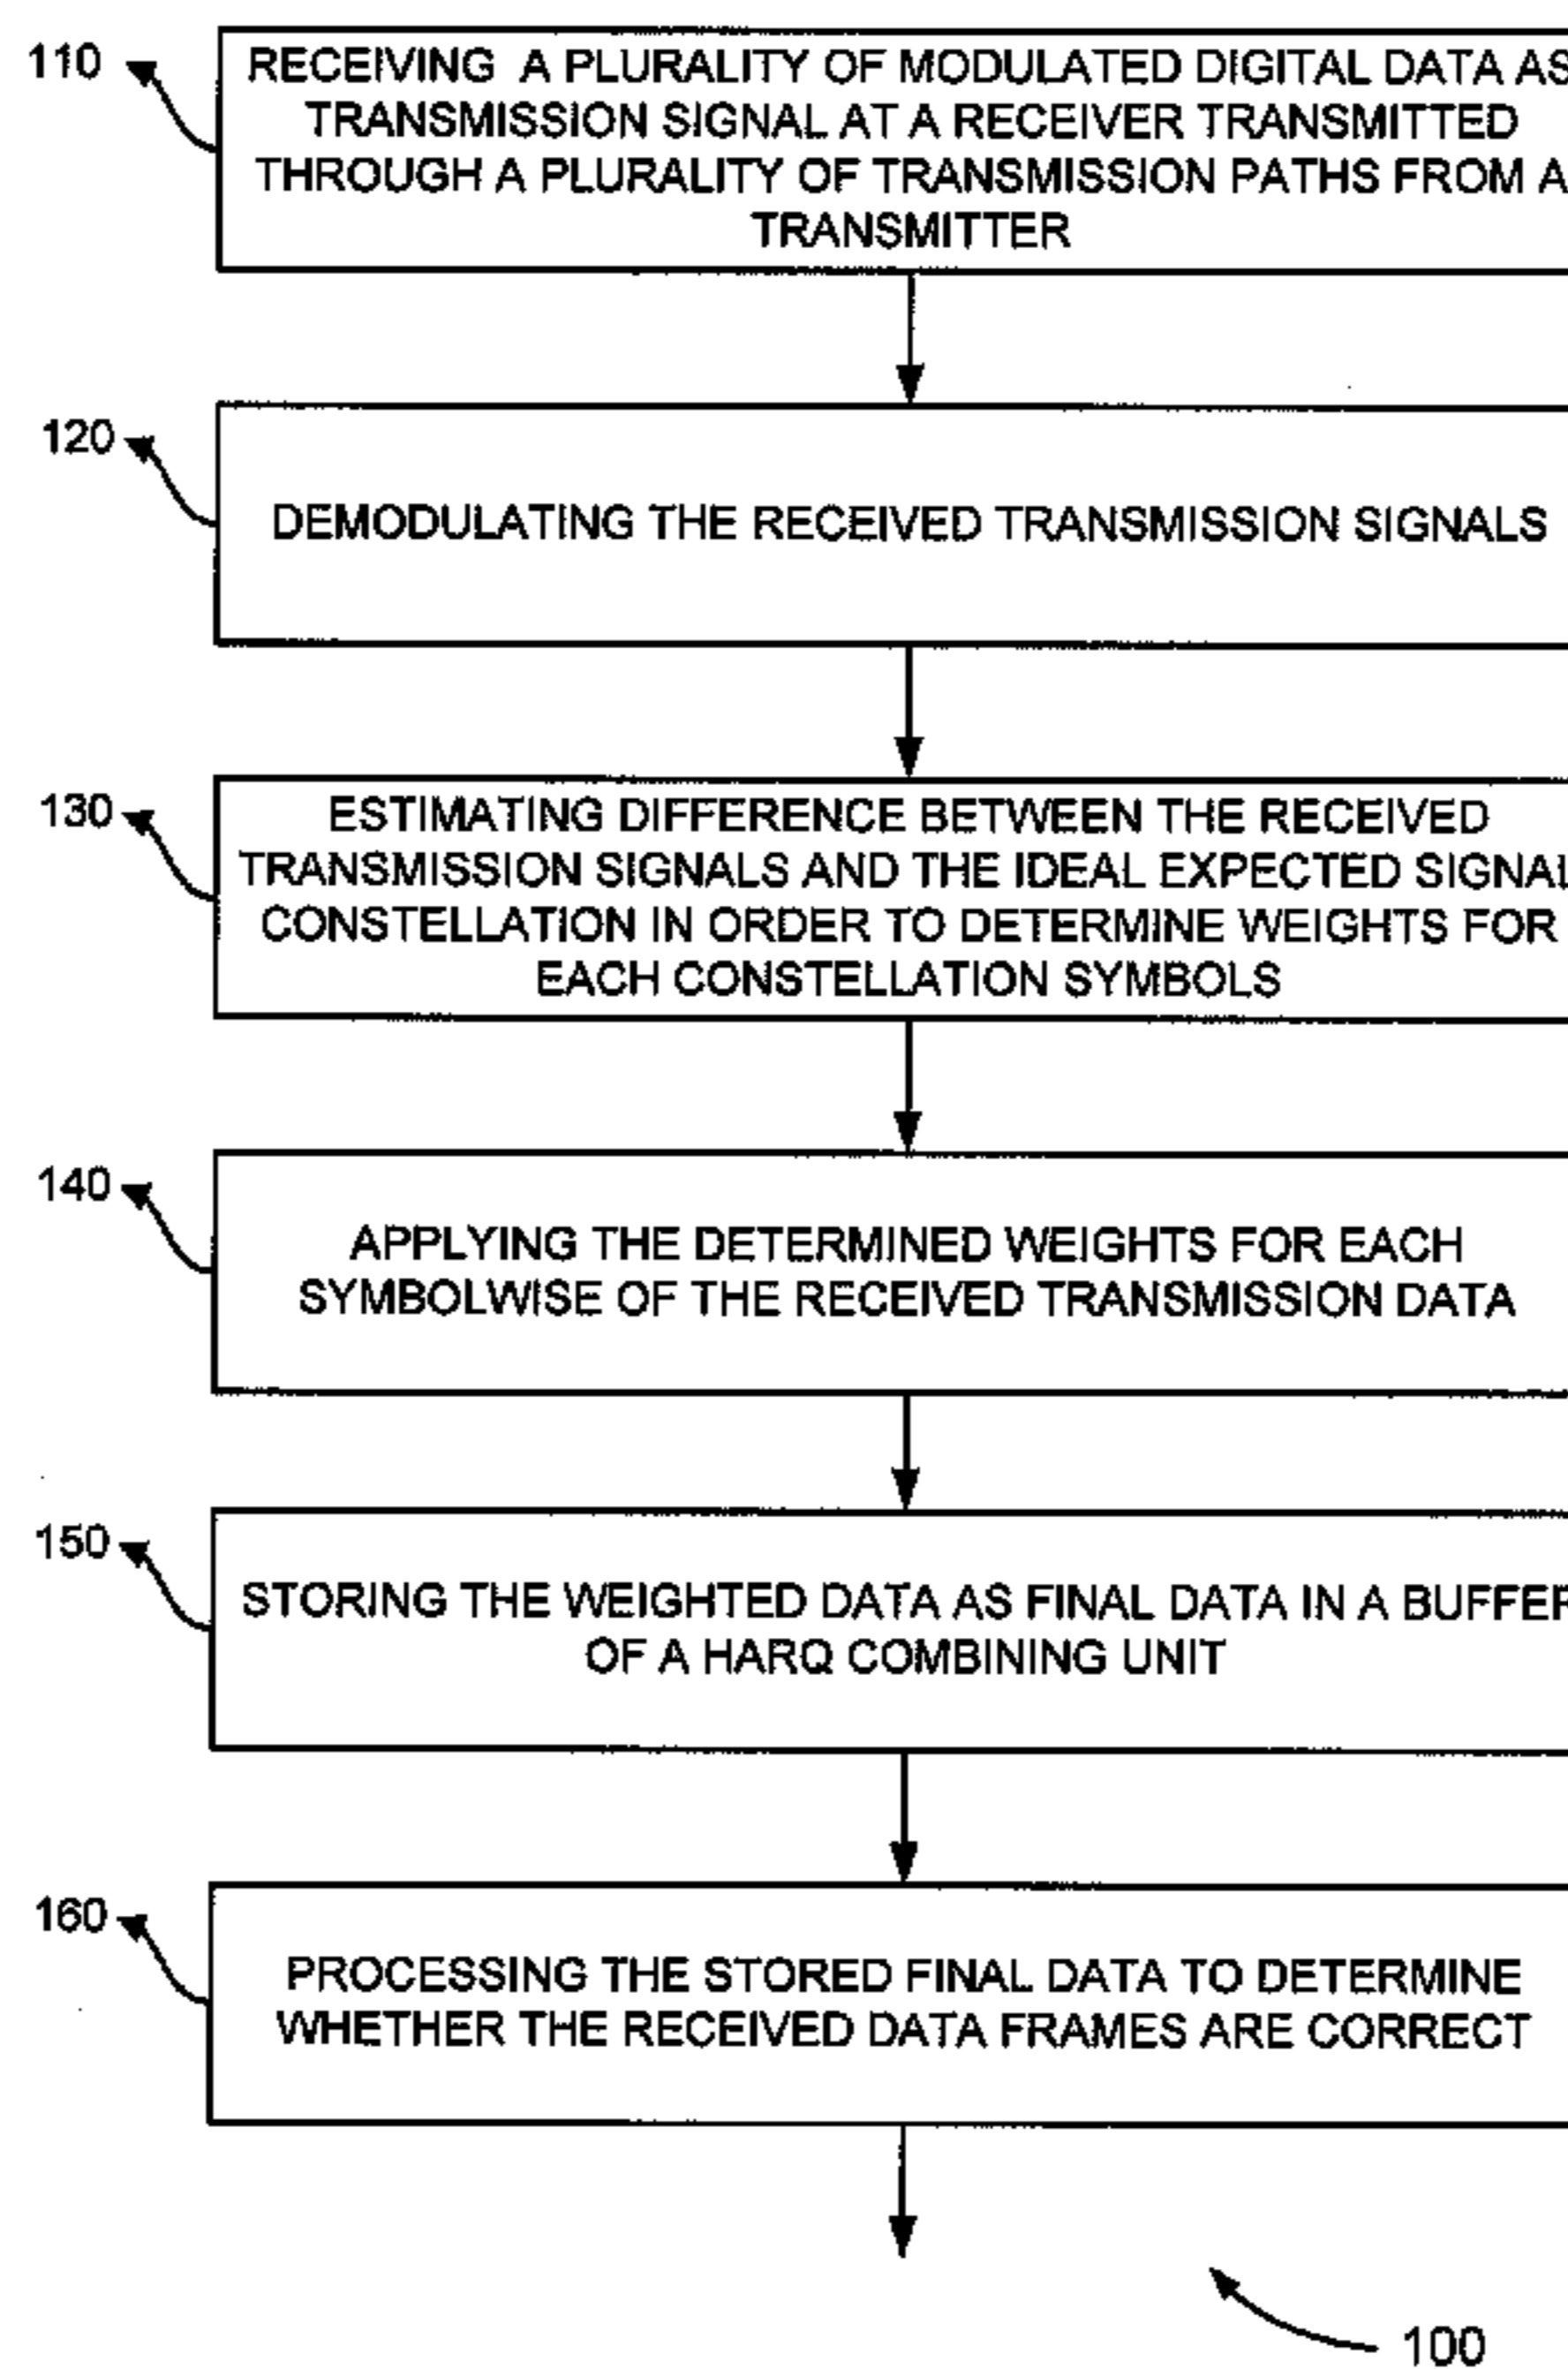 110
RECEIVING A PLURALITY OF MODULATED DIGITAL DATA AS
TRANSMISSION SIGNAL AT A RECEIVER TRANSMITTED
THROUGH A PLURALITY OF TRANSMISSION PATHS FROM A
TRANSMITTER
120
DEMODULATING THE RECEIVED TRANSMISSION SIGNALS
130
ESTIMATING DIFFERENCE BETWEEN THE RECEIVED
TRANSMISSION SIGNALS AND THE IDEAL EXPECTED SIGNAL
CONSTELLATION IN ORDER TO DETERMINE WEIGHTS FOR
EACH CONSTELLATION SYMBOLS
140
APPLYING THE DETERMINED WEIGHTS FOR EACH
SYMBOLWISE OF THE RECEIVED TRANSMISSION DATA
150
STORING THE WEIGHTED DATA AS FINAL DATA IN A BUFFER
OF A HARQ COMBINING UNIT
160
PROCESSING THE STORED FINAL DATA TO DETERMINE
WHETHER THE RECEIVED DATA FRAMES ARE CORRECT
100